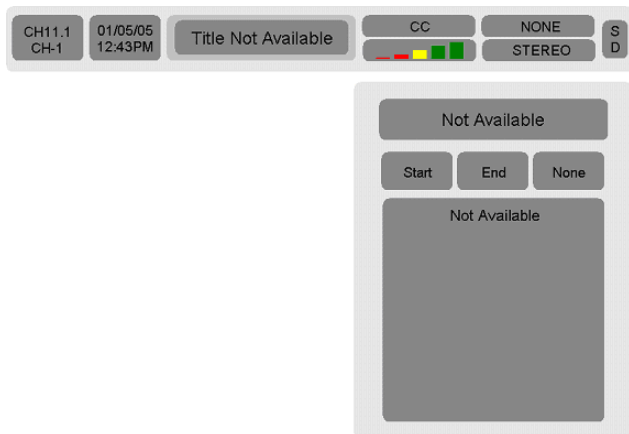 CH11.1
CH-1
01/05/05
12:43PM
Title Not Available
CC
NONE
STEREO
S
D
Not Available
Start
End
None
Not Available